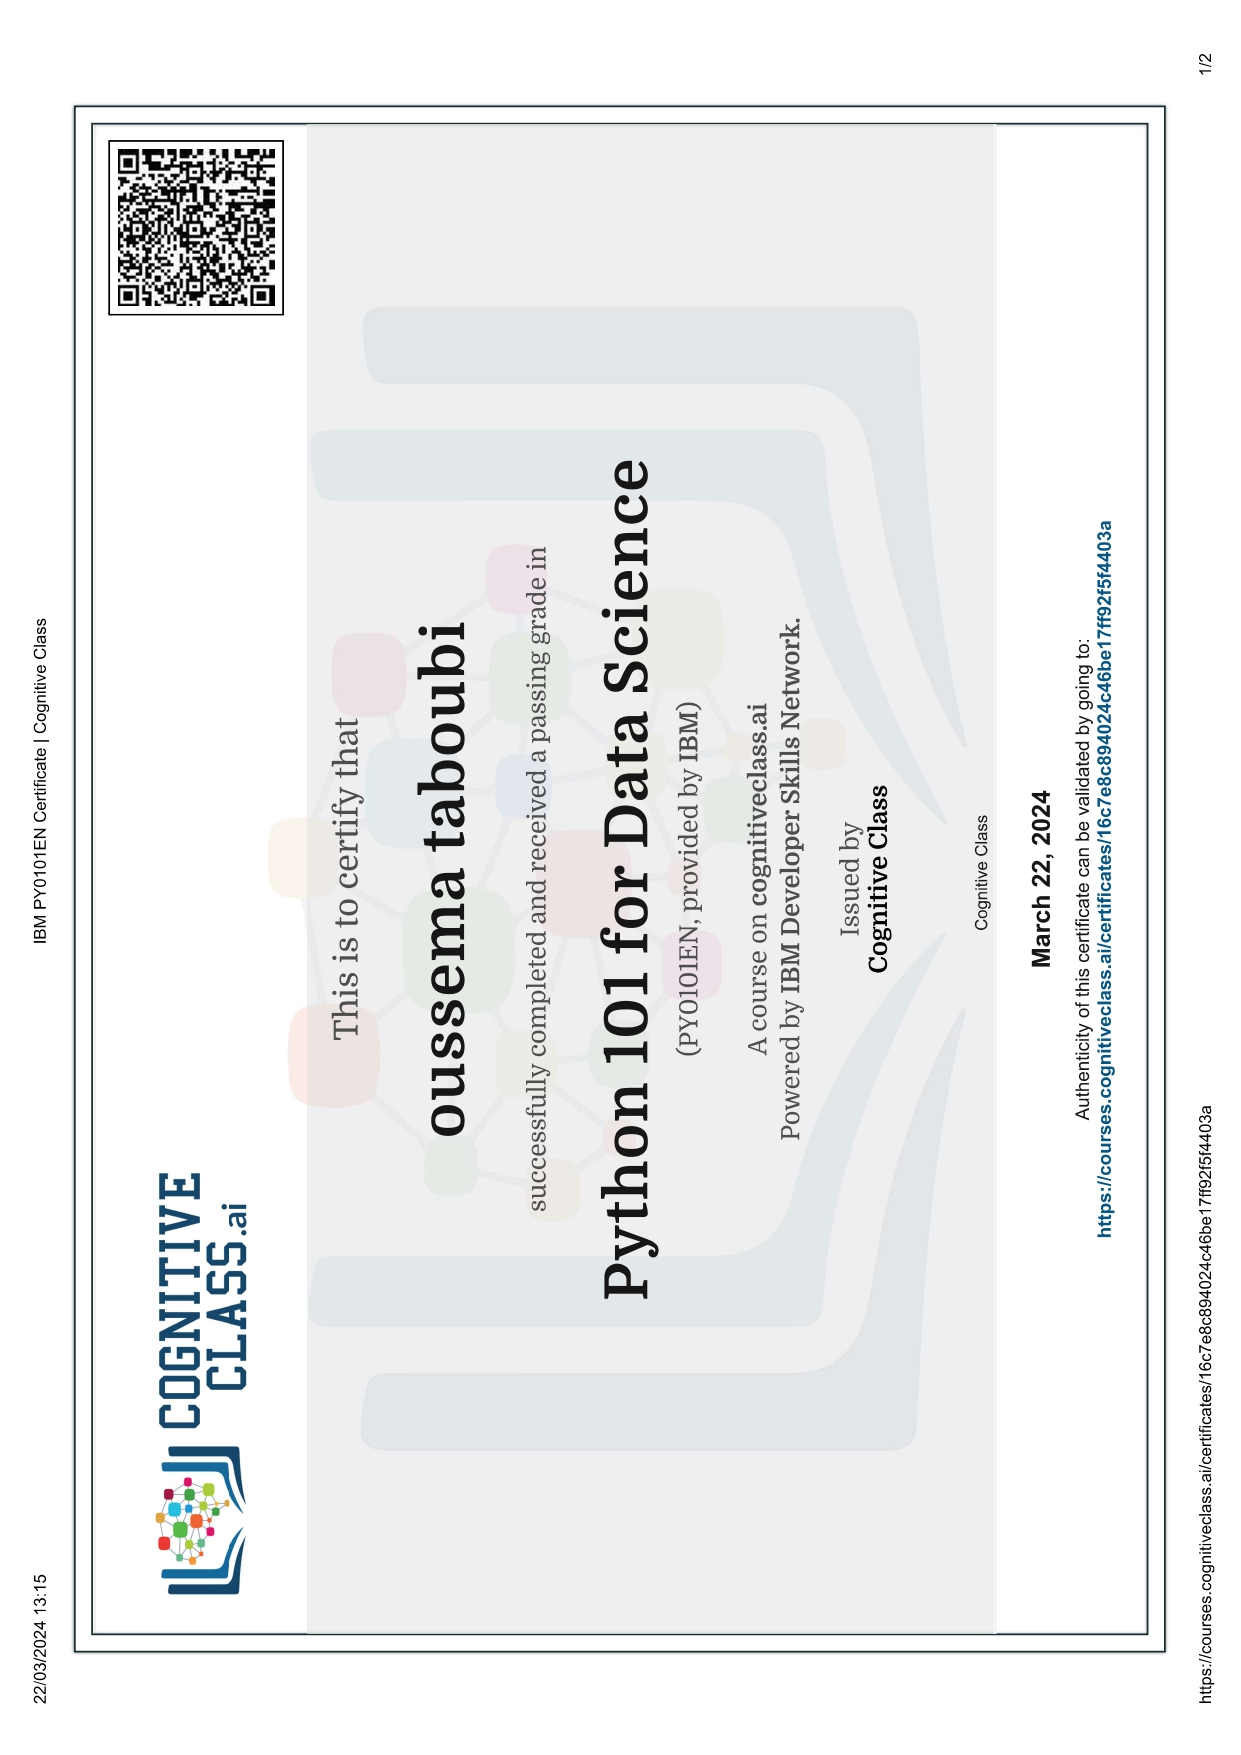 22/03/2024 13:15
IBM PY0101EN Certificate | Cognitive Class
COGNITIVE
CLASS.ai
This is to certify that
oussema taboubi
successfully completed and received a passing grade in
Python 101 for Data Science
(PY0101EN, provided by IBM)
A course on cognitiveclass.ai
Powered by IBM Developer Skills Network.
Issued by
Cognitive Class
Cognitive Class
March 22, 2024
Authenticity of this certificate can be validated by going to:
https://courses.cognitiveclass.ai/certificates/16c7e8c894024c46be17ff92f5f4403a
https://courses.cognitiveclass.ai/certificates/16c7e8c894024c46be17ff92f5f4403a
1/2